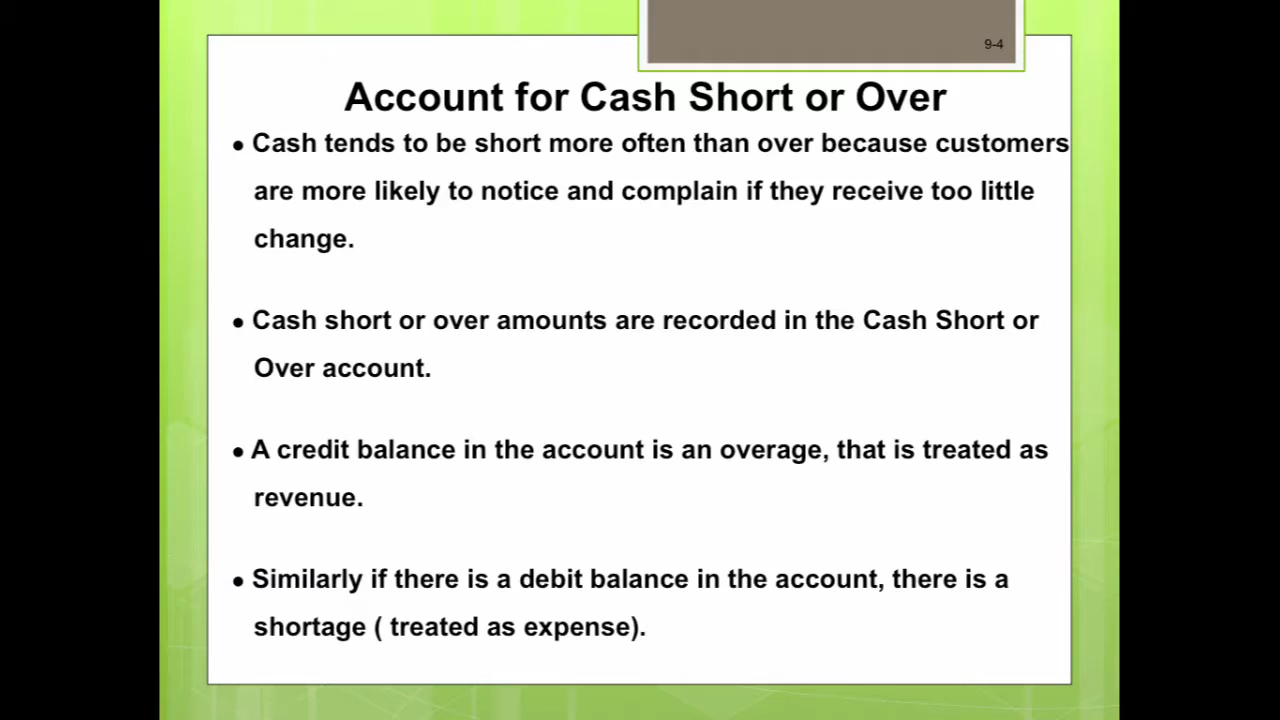 9-4
Account for Cash Short or Over
• Cash tends to be short more often than over because customers
are more likely to notice and complain if they receive too little
change.
• Cash short or over amounts are recorded in the Cash Short or
Over account.
• A credit balance in the account is an overage, that is treated as
revenue.
• Similarly if there is a debit balance in the account, there is a
shortage ( treated as expense).